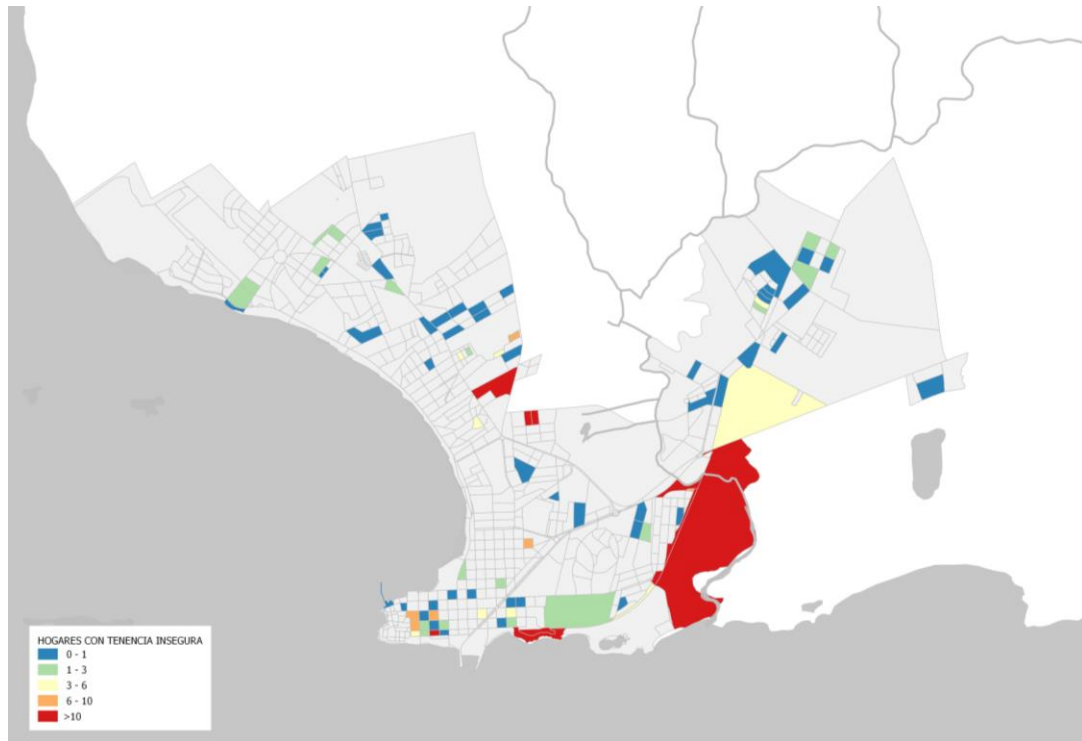 HOGARES CON TENENCIA INSEGURA
0 - 1
1 - 3
3 - 6
6 - 10
>10